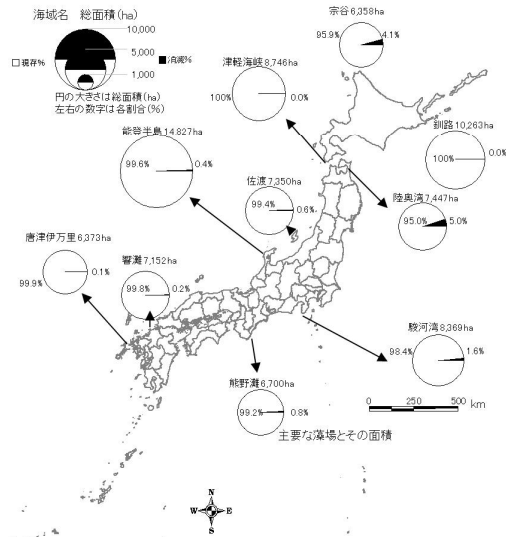 海域名 総面積(ha)
10,000
5,000
1,000
□現存%
■消滅%
円の大きさは総面積(ha)
左右の数字は各割合(%)
宗谷6,358ha
95.9%
4.1%
津軽海峡8,746ha
100%
0.0%
釧路10,263ha
100%
0.0%
能登半島14,827ha
99.6%
0.4%
佐渡7,350ha
99.4%
0.6%
陸奥湾7,447ha
95.0%
5.0%
唐津伊万里6,373ha
99.9%
0.1%
響灘7,152ha
99.8%
0.2%
駿河湾8,369ha
98.4%
1.6%
熊野灘6,700ha
99.2%
0.8%
0 250 500 km
主要な藻場とその面積
N
W E
S